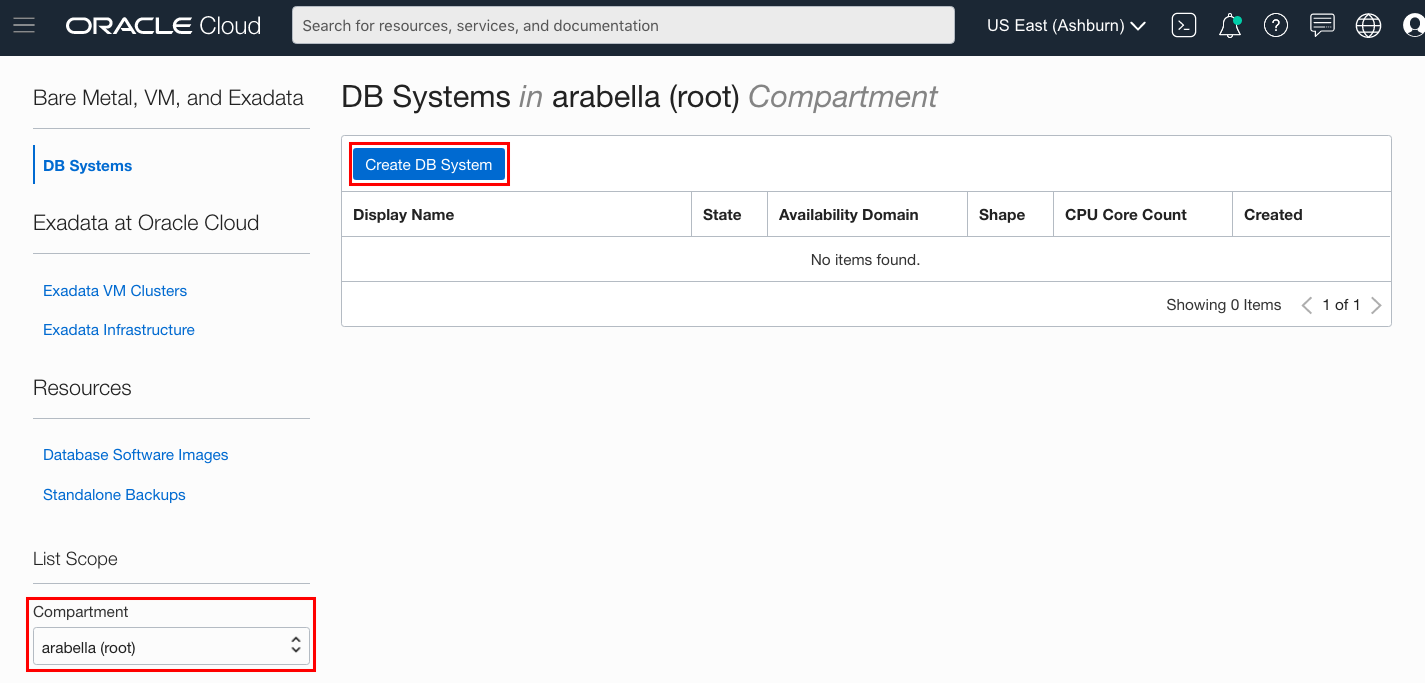 ORACLE Cloud
Search for resources, services, and documentation
US East (Ashburn)
Bare Metal, VM, and Exadata
DB Systems
Exadata at Oracle Cloud
Exadata VM Clusters
Exadata Infrastructure
Resources
Database Software Images
Standalone Backups
List Scope
Compartment
arabella (root)
DB Systems in arabella (root) Compartment
Create DB System
Display Name State Availability Domain Shape CPU Core Count Created
No items found.
Showing 0 Items 1 of 1